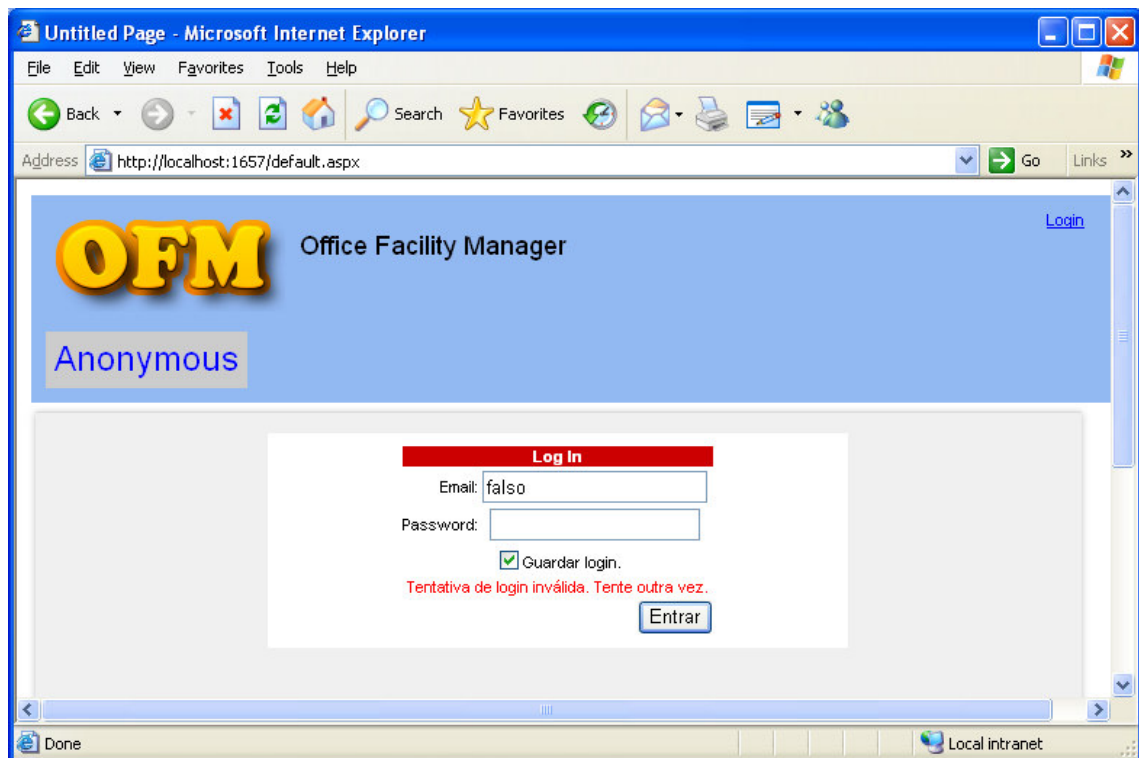 Untitled Page - Microsoft Internet Explorer
File Edit View Favorites Tools Help
Back Search Favorites
Address http://localhost:1657/default.aspx Go Links »
Login
OFM Office Facility Manager
Anonymous
Log In
Email: falso
Password:
Guardar login.
Tentativa de login inválida. Tente outra vez.
Entrar
Done Local intranet